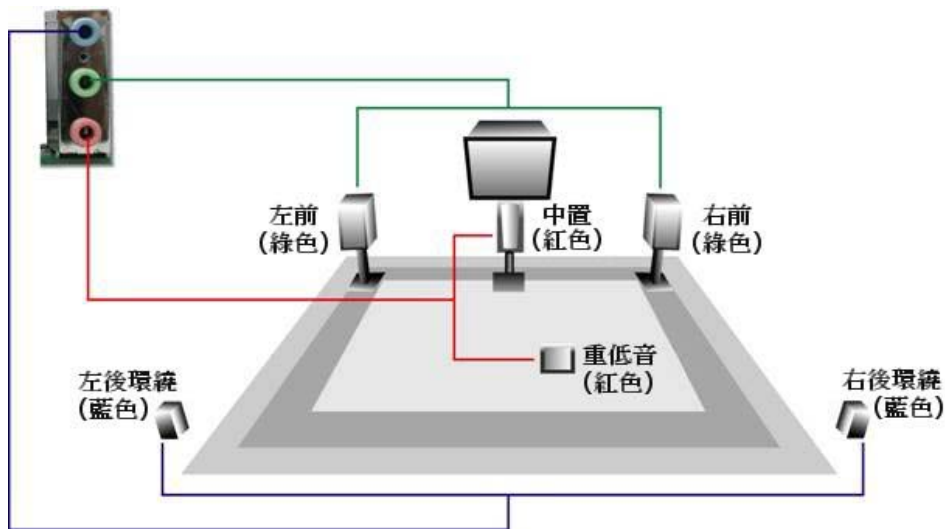 左前
(綠色)
中置
(紅色)
右前
(綠色)
重低音
(紅色)
左後環繞
(藍色)
右後環繞
(藍色)